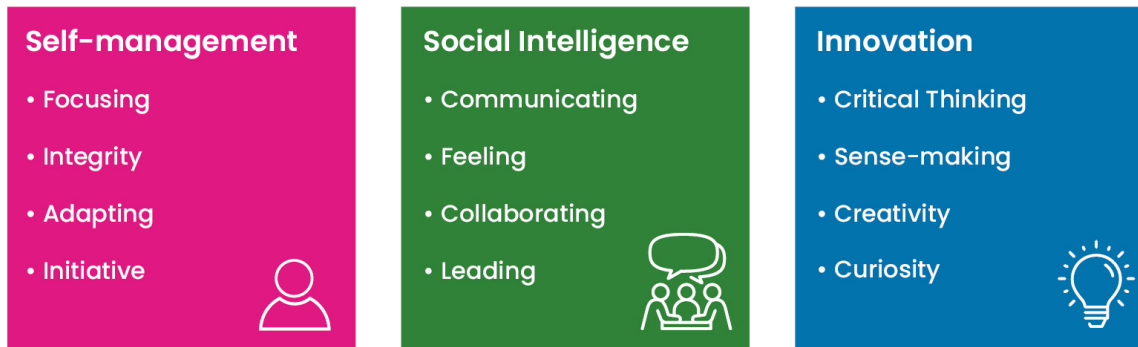 Self-management
• Focusing
• Integrity
• Adapting
• Initiative
Social Intelligence
• Communicating
• Feeling
• Collaborating
• Leading
Innovation
• Critical Thinking
• Sense-making
• Creativity
• Curiosity